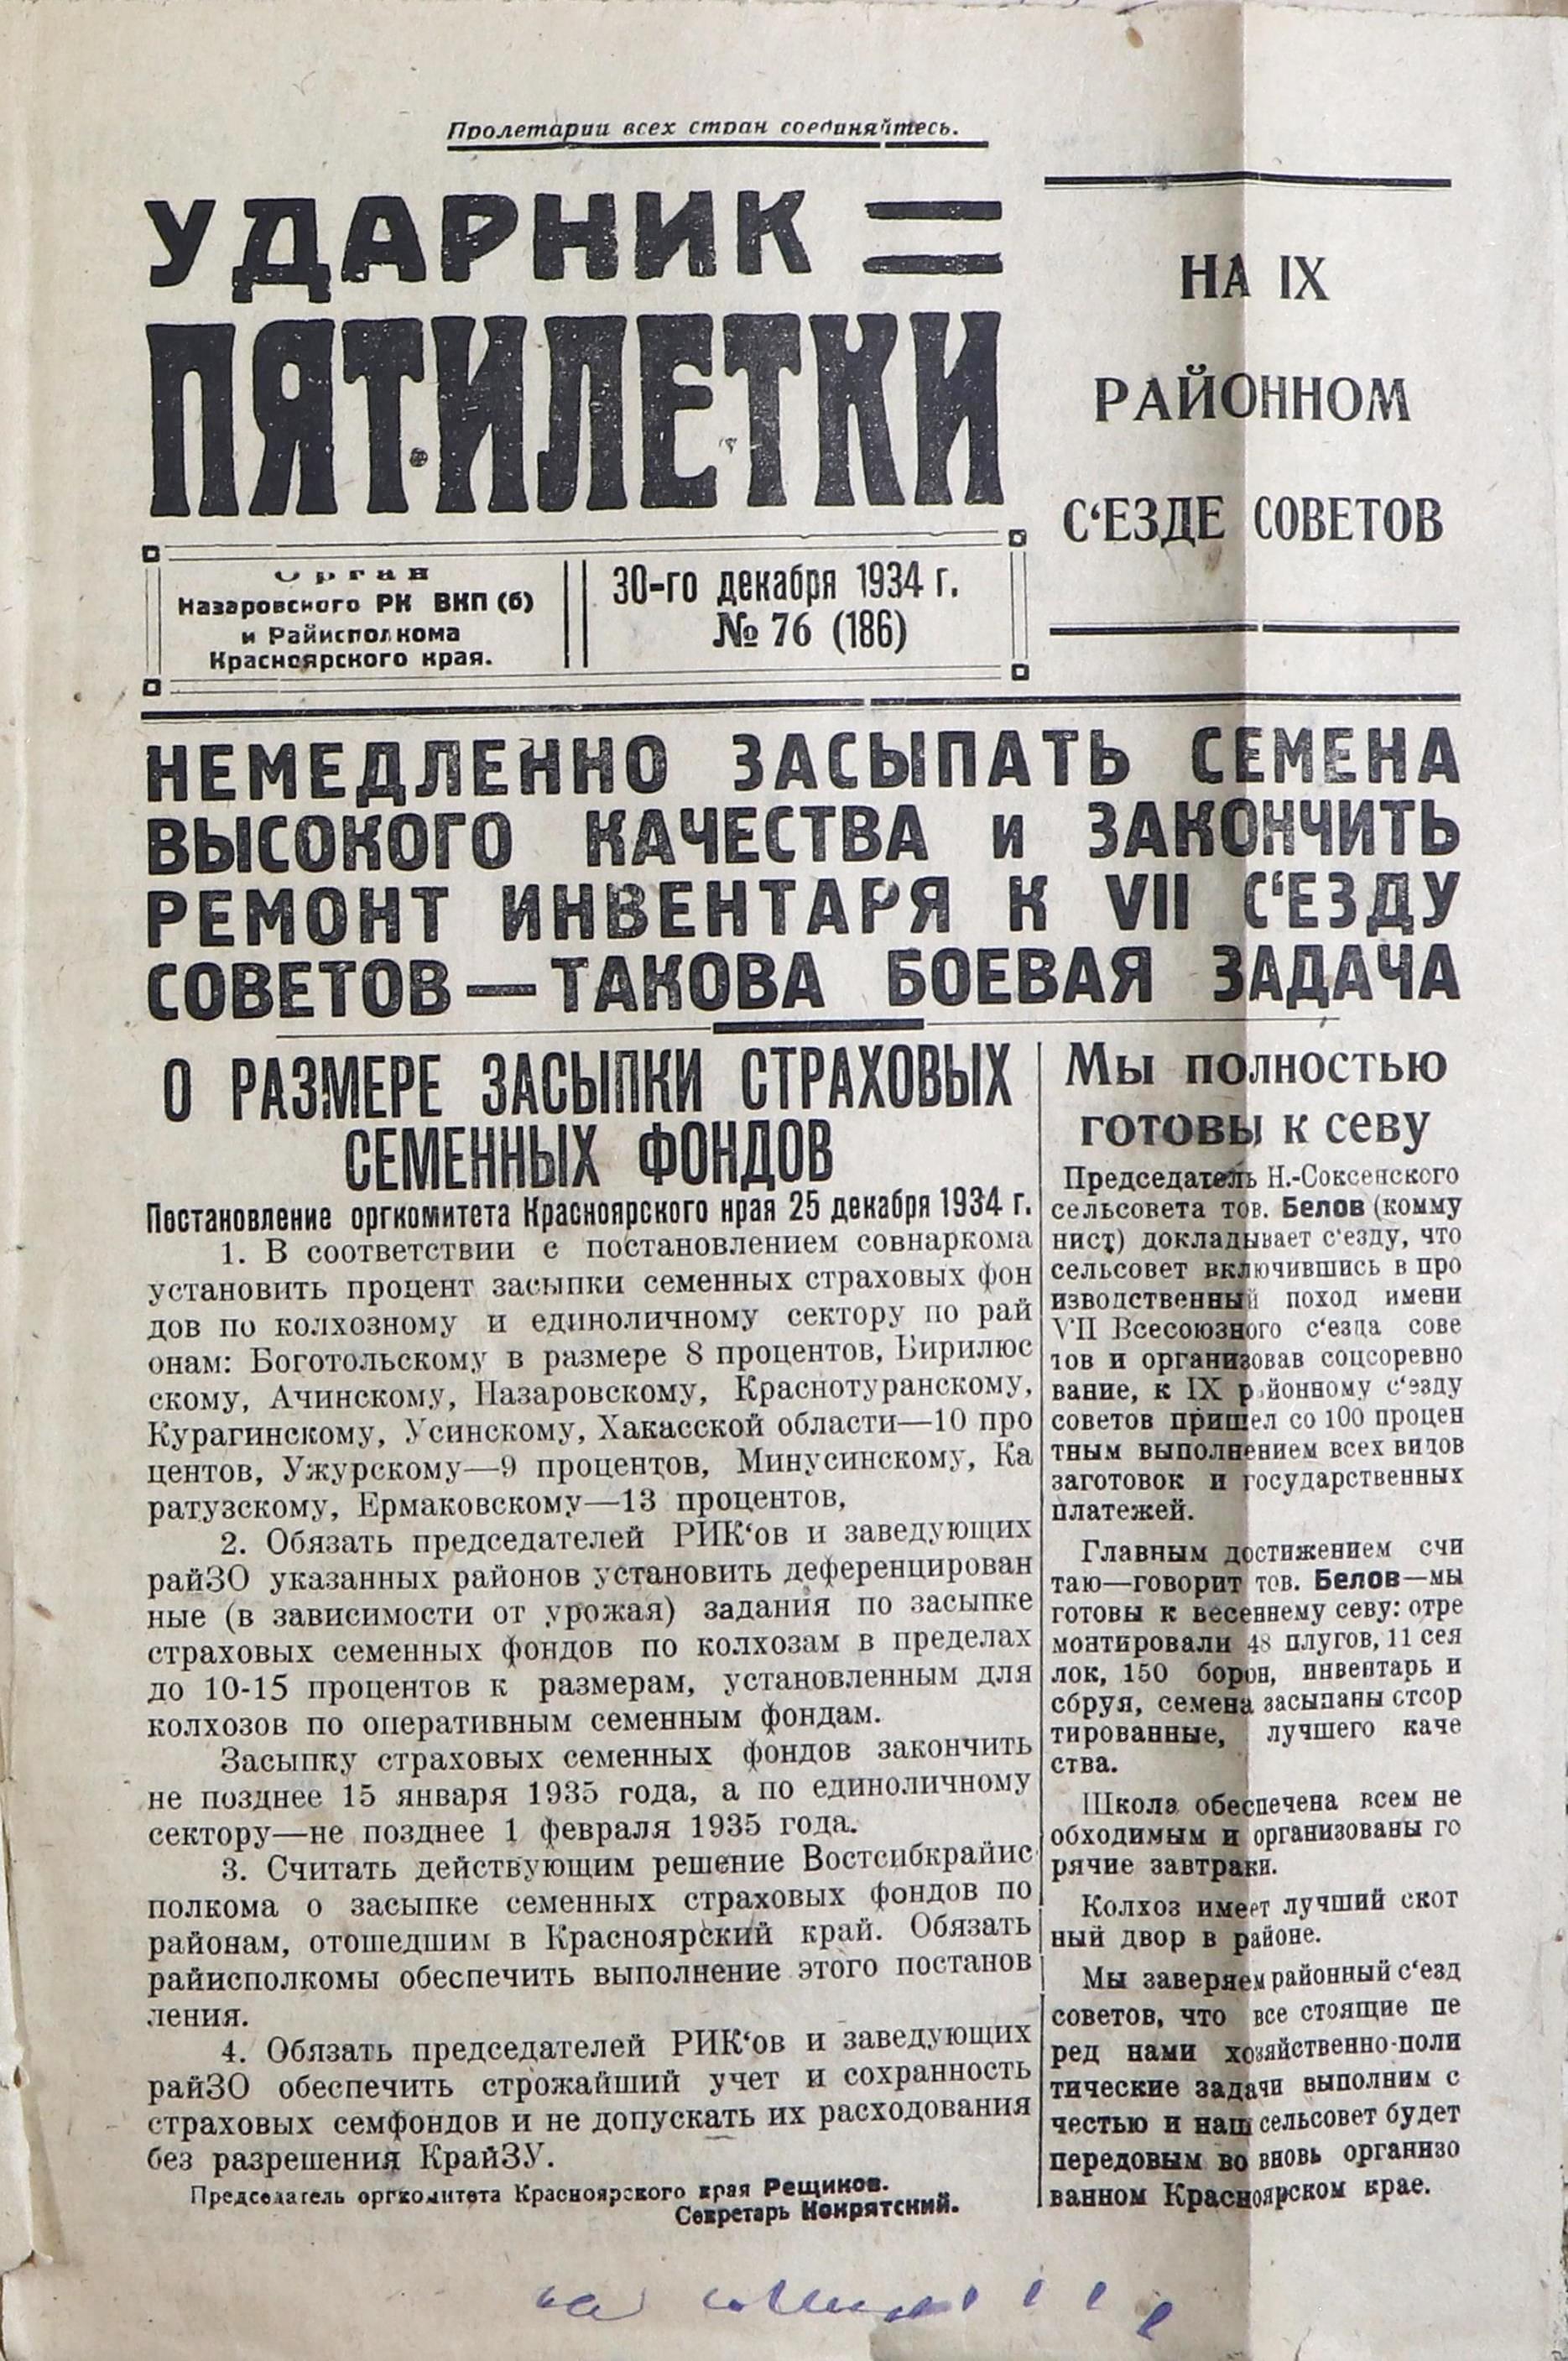 Пролетарии всех стран соединяйтесь.
УДАРНИК
ПЯТИЛЕТКИ
Орган
Назаровского РК ВКП(б)
и Райисполкома
Красноярского края.
30-го декабря 1934 г.
№ 76 (186)
НА IX
РАЙОННОМ
С‘ЕЗДЕ СОВЕТОВ
НЕМЕДЛЕННО ЗАСЫПАТЬ СЕМЕНА
ВЫСОКОГО КАЧЕСТВА и ЗАКОНЧИТЬ
РЕМОНТ ИНВЕНТАРЯ К VII С‘ЕЗДУ
СОВЕТОВ—ТАКОВА БОЕВАЯ ЗАДАЧА
О РАЗМЕРЕ ЗАСЫПКИ СТРАХОВЫХ
СЕМЕННЫХ ФОНДОВ
Постановление оргкомитета Красноярского края 25 декабря 1934 г.
1. В соответствии с постановлением совнаркома
установить процент засыпки семенных страховых фон
дов по колхозному и единоличному сектору по рай
онам: Боготольскому в размере 8 процентов, Бирилюс
скому, Ачинскому, Назаровскому, Краснотуранскому,
Курагинскому, Усинскому, Хакасской области—10 про
центов, Ужурскому—9 процентов, Минусинскому, Ка
ратузскому, Ермаковскому—13 процентов,
2. Обязать председателей РИК‘ов и заведующих
райЗО указанных районов установить деференцирован
ные (в зависимости от урожая) задания по засыпке
страховых семенных фондов по колхозам в пределах
до 10-15 процентов к размерам, установленным для
колхозов по оперативным семенным фондам.
Засыпку страховых семенных фондов закончить
не позднее 15 января 1935 года, а по единоличному
сектору—не позднее 1 февраля 1935 года.
3. Считать действующим решение Востсибкрайис
полкома о засыпке семенных страховых фондов по
районам, отошедшим в Красноярский край. Обязать
райисполкомы обеспечить выполнение этого постанов
ления.
4. Обязать председателей РИК‘ов и заведующих
райЗО обеспечить строжайший учет и сохранность
страховых семфондов и не допускать их расходования
без разрешения КрайЗУ.
Председатель оргкомитета Красноярского края Рещиков.
Секретарь Кокрятский.
Мы полностью
готовы к севу
Председатель Н.-Соксенского
сельсовета тов. Белов (комму
нист) докладывает с‘езду, что
сельсовет включившись в про
изводственный поход имени
VII Всесоюзного с‘езда сове
тов и организовав соцсоревно
вание, к IX районному с‘езду
советов пришел со 100 процен
тным выполнением всех видов
заготовок и государственных
платежей.
Главным достижением счи
таю—говорит тов. Белов—мы
готовы к весеннему севу: отре
монтировали 48 плугов, 11 сея
лок, 150 борон, инвентарь и
сбруя, семена засыпаны отсор
тированные, лучшего каче
ства.
Школа обеспечена всем не
обходимым и организованы го
рячие завтраки.
Колхоз имеет лучший скот
ный двор в районе.
Мы заверяем районный с‘езд
советов, что все стоящие пе
ред нами хозяйственно-поли
тические задачи выполним с
честью и наш сельсовет будет
передовым во вновь организо
ванном Красноярском крае.